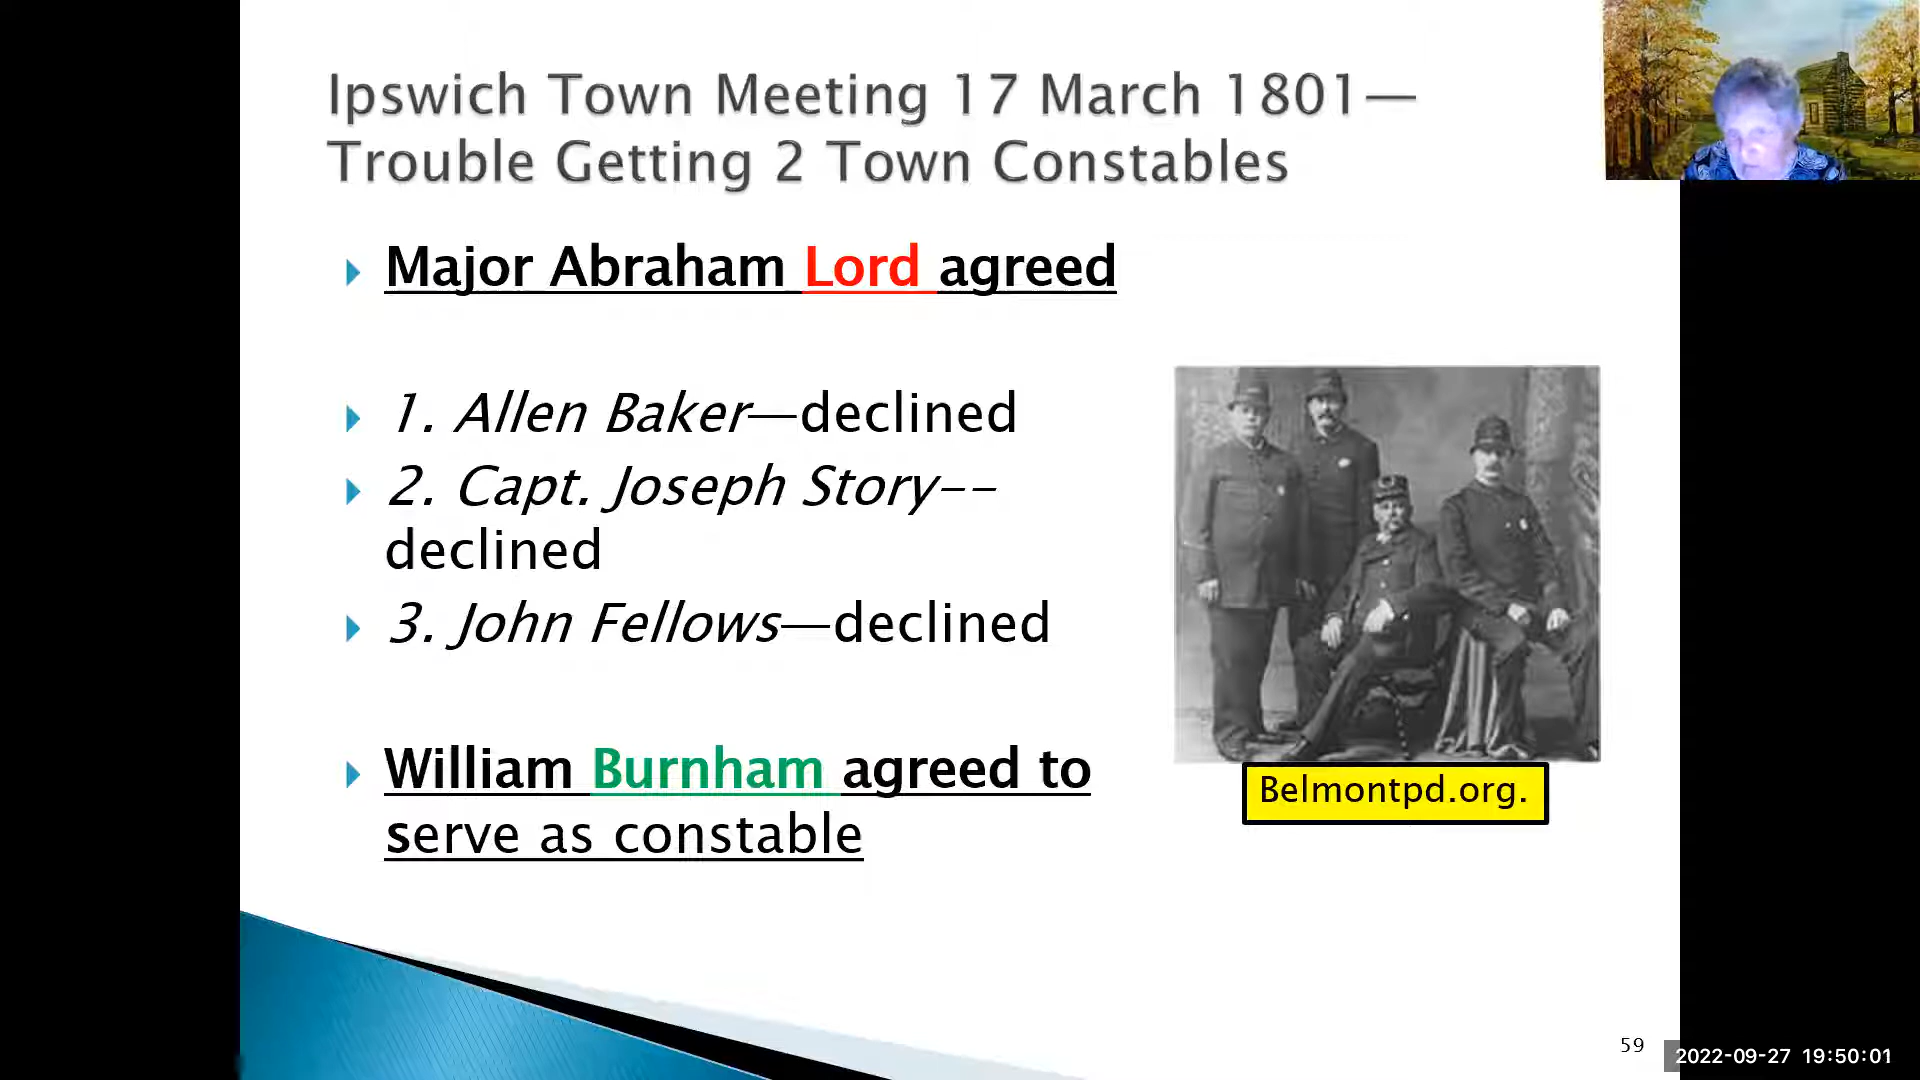 Ipswich Town Meeting 17 March 1801—
Trouble Getting 2 Town Constables
Major Abraham Lord agreed
1. Allen Baker—declined
2. Capt. Joseph Story--
declined
3. John Fellows—declined
William Burnham agreed to
serve as constable
Belmontpd.org.
59
2022-09-27 19:50:01